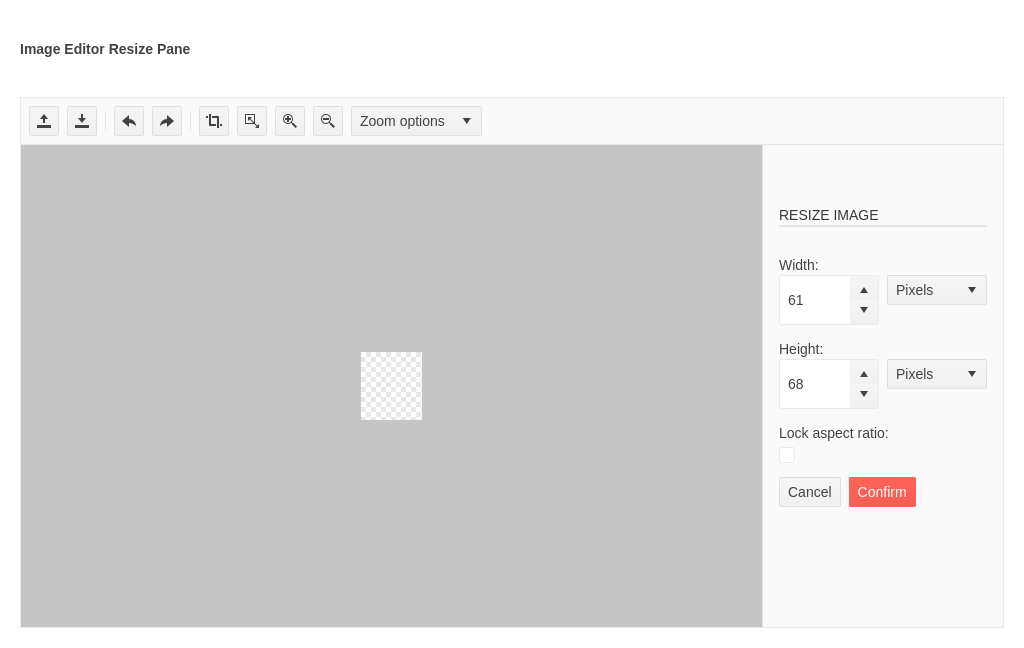 Image Editor Resize Pane
Zoom options
RESIZE IMAGE
Width:
61 Pixels
Height:
68 Pixels
Lock aspect ratio:
Cancel Confirm